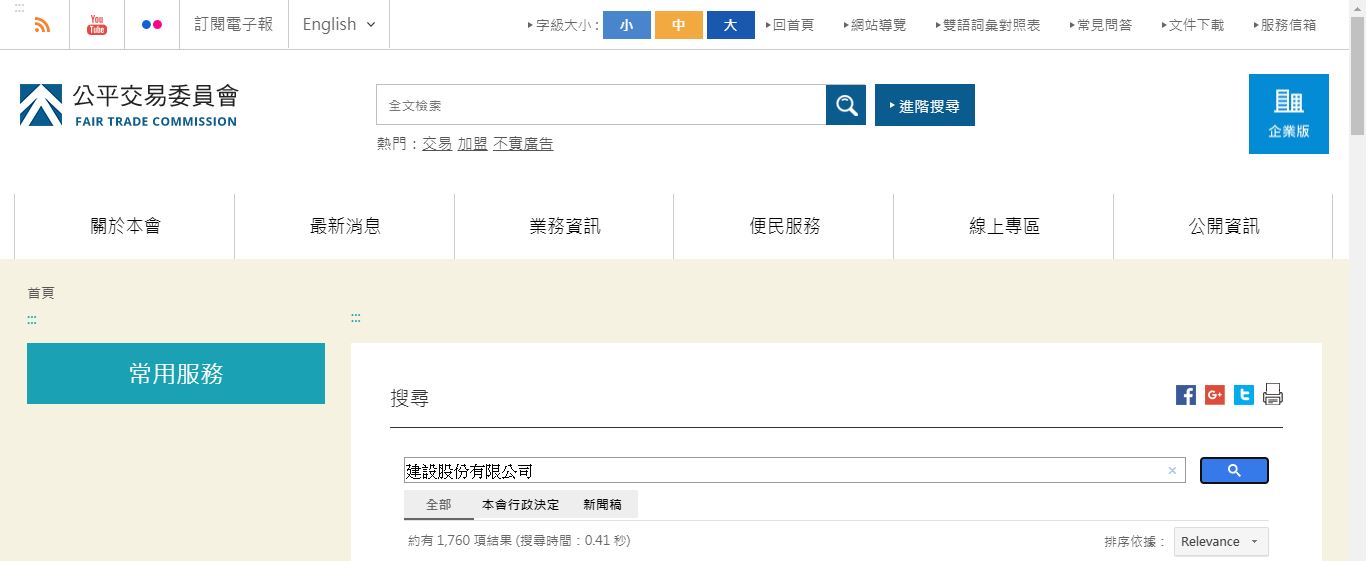 訂閱電子報 English 字級大小 : 小 中 大 回首頁 網站導覽 雙語詞彙對照表 常見問答 文件下載 服務信箱
You Tube
公平交易委員會
FAIR TRADE COMMISSION
全文檢索 進階搜尋
熱門：交易 加盟 不實廣告
企業版
關於本會 最新消息 業務資訊 便民服務 線上專區 公開資訊
首頁
:::
:::
常用服務
搜尋
建設股份有限公司 ×
全部 本會行政決定 新聞稿
約有 1,760 項結果 (搜尋時間：0.41 秒) 排序依據： Relevance